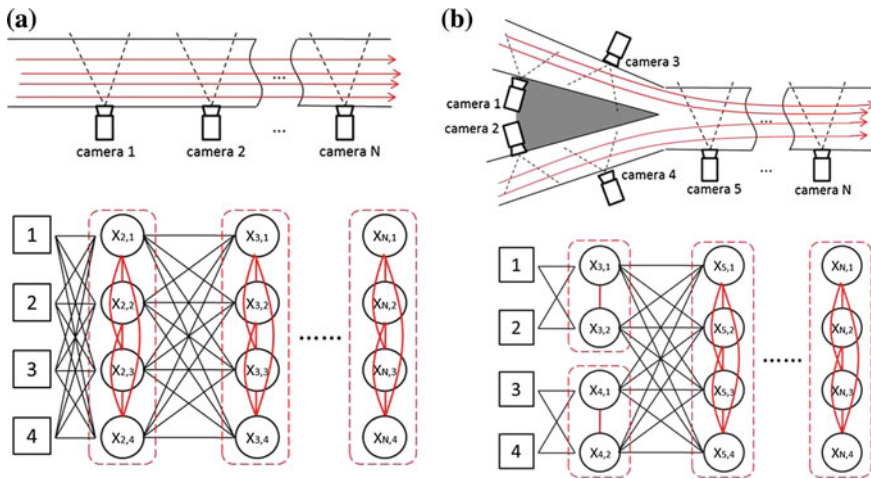 (a)
...
camera 1
camera 2
...
camera N
1
2
3
4
X2,1
X2,2
X2,3
X2,4
X3,1
X3,2
X3,3
X3,4
......
XN,1
XN,2
XN,3
XN,4
(b)
camera 3
camera 1
camera 2
camera 4
...
camera 5
...
camera N
1
2
3
4
X3,1
X3,2
X4,1
X4,2
X5,1
X5,2
X5,3
X5,4
......
XN,1
XN,2
XN,3
XN,4